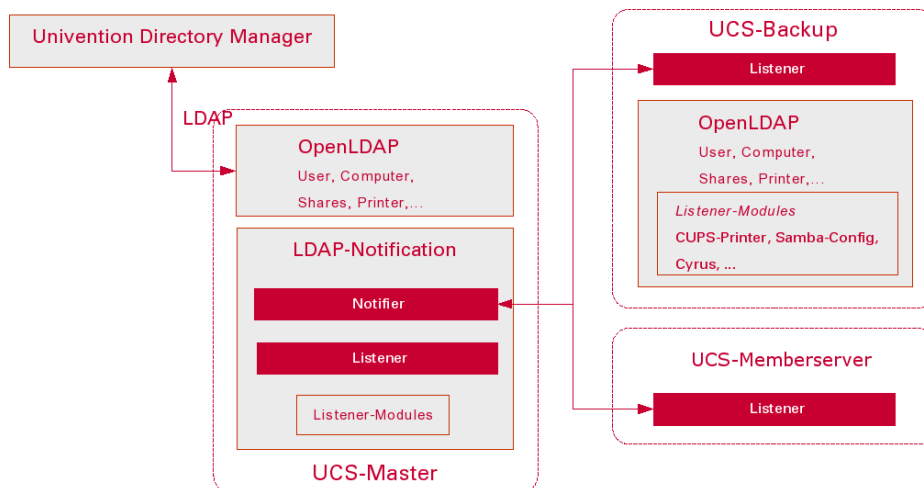 Univention Directory Manager
LDAP
OpenLDAP
User, Computer,
Shares, Printer,...
LDAP-Notification
Notifier
Listener
Listener-Modules
UCS-Master
UCS-Backup
Listener
OpenLDAP
User, Computer,
Shares, Printer,...
Listener-Modules
CUPS-Printer, Samba-Config,
Cyrus, ...
UCS-Memberserver
Listener